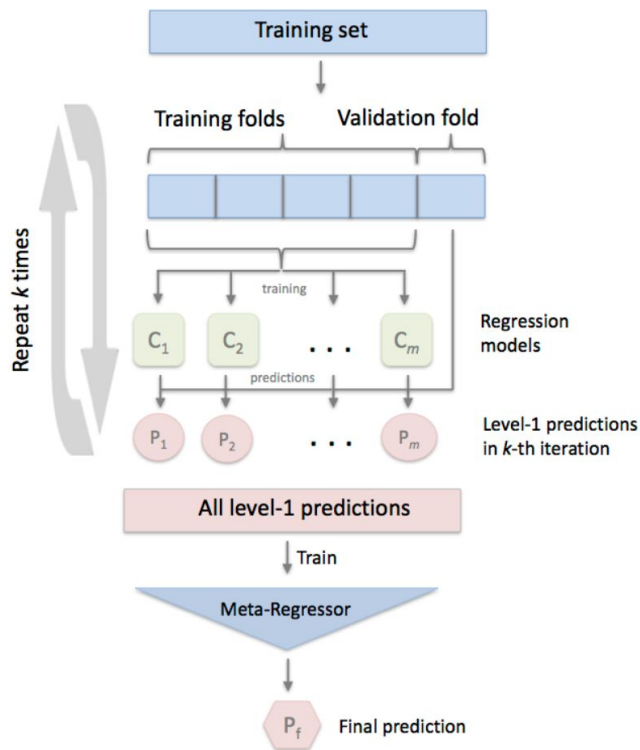 Training set
Training folds
Validation fold
Repeat k times
training
C1
C2
. . .
Cm
Regression
models
predictions
P1
P2
. . .
Pm
Level-1 predictions
in k-th iteration
All level-1 predictions
Train
Meta-Regressor
Pf
Final prediction